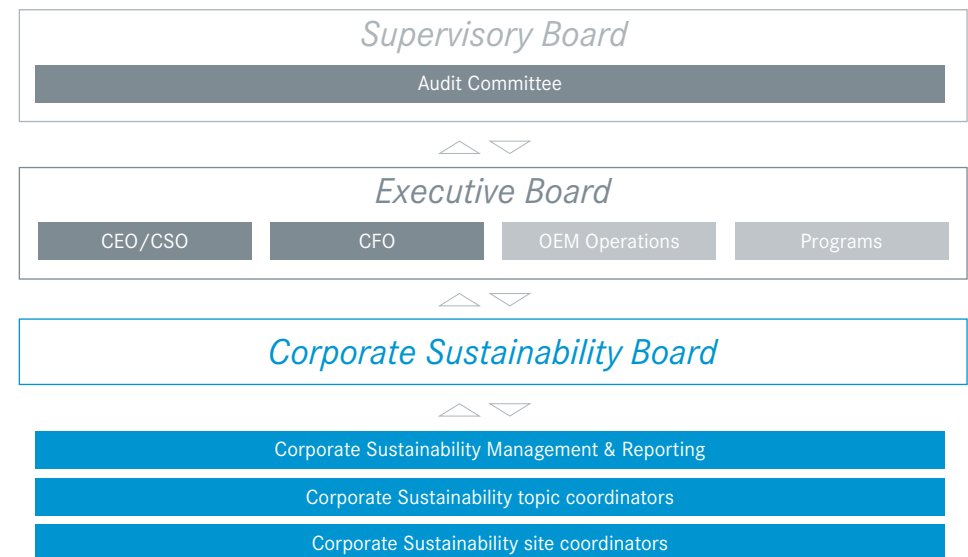 Supervisory Board
Audit Committee
Executive Board
CEO/CSO
CFO
OEM Operations
Programs
Corporate Sustainability Board
Corporate Sustainability Management & Reporting
Corporate Sustainability topic coordinators
Corporate Sustainability site coordinators